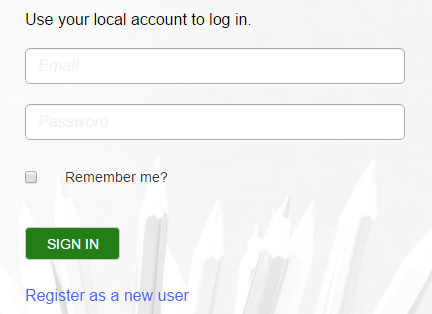 Use your local account to log in.
Email
Password
Remember me?
SIGN IN
Register as a new user